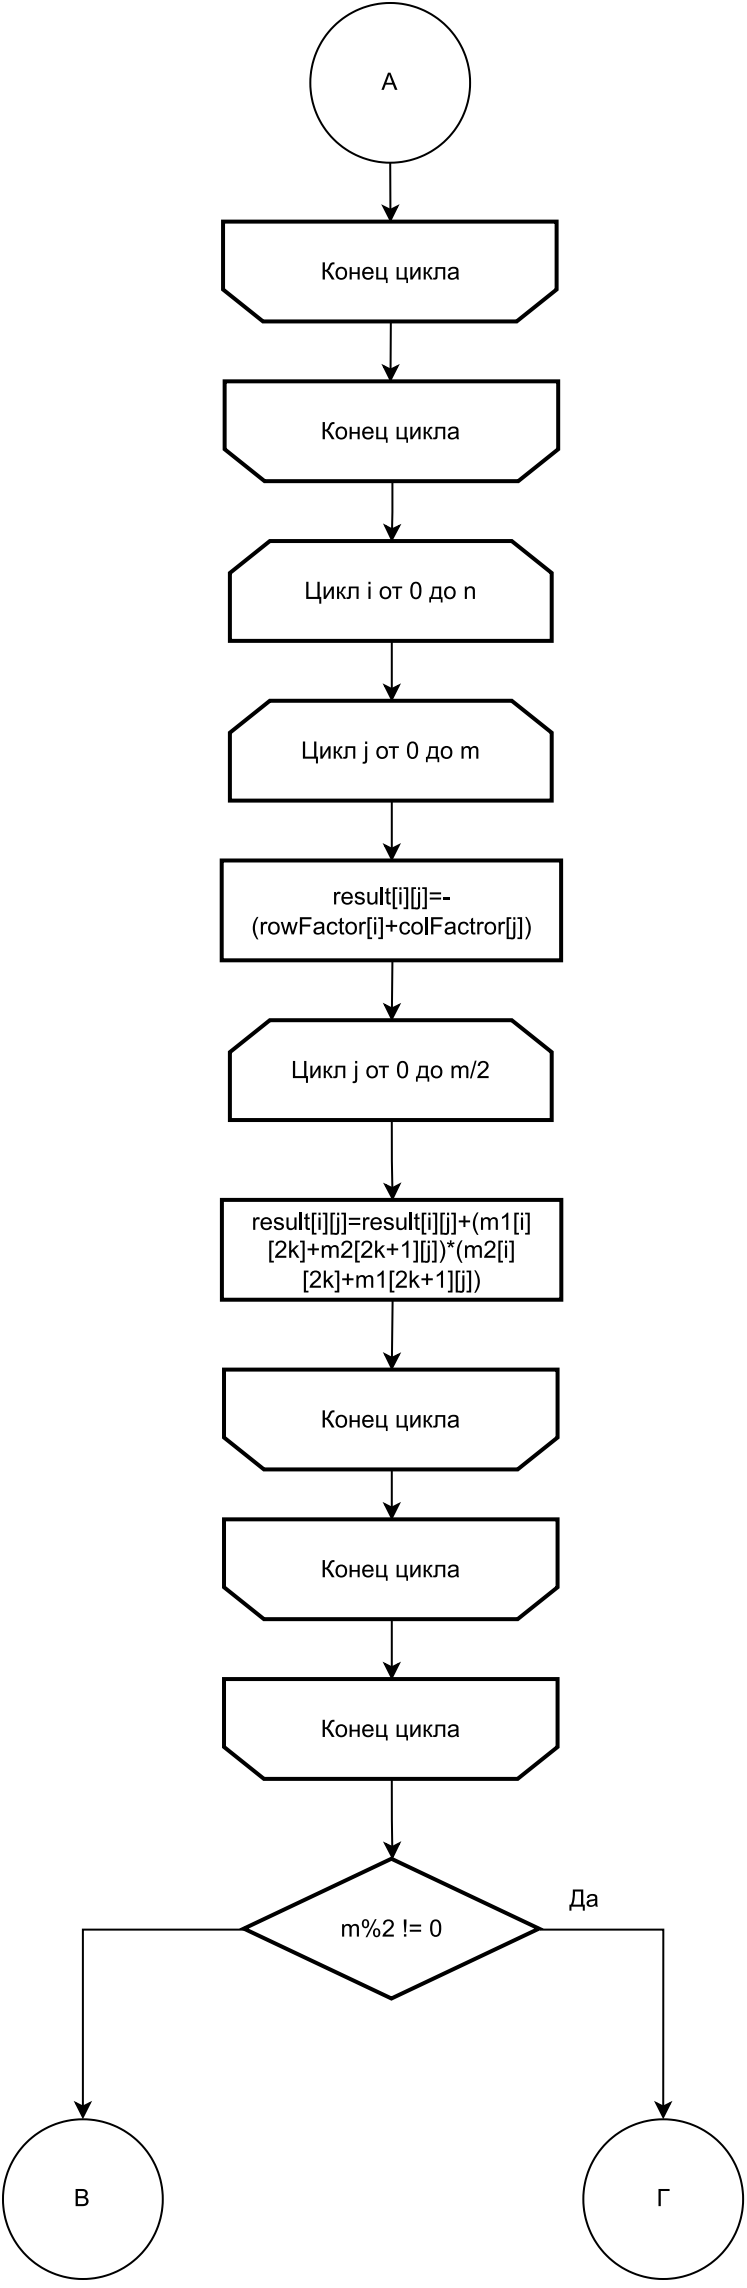 А
Конец цикла
Конец цикла
Цикл i от 0 до n
Цикл j от 0 до m
result[i][j]=-
(rowFactor[i]+colFactror[j])
Цикл j от 0 до m/2
result[i][j]=result[i][j]+(m1[i]
[2k]+m2[2k+1][j])*(m2[i]
[2k]+m1[2k+1][j])
Конец цикла
Конец цикла
Конец цикла
m%2 != 0
Да
В
Г